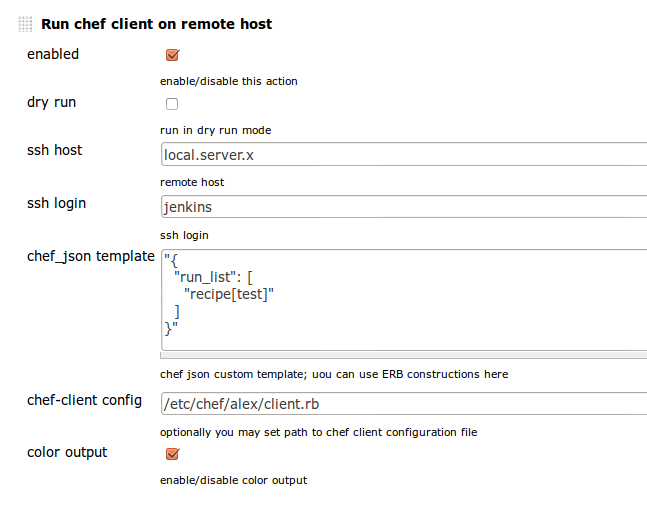 Run chef client on remote host
enabled
enable/disable this action
dry run
run in dry run mode
ssh host
local.server.x
remote host
ssh login
jenkins
ssh login
chef_json template
"{
"run_list": [
"recipe[test]"
]
}"
chef json custom template; uou can use ERB constructions here
chef-client config
/etc/chef/alex/client.rb
optionally you may set path to chef client configuration file
color output
enable/disable color output